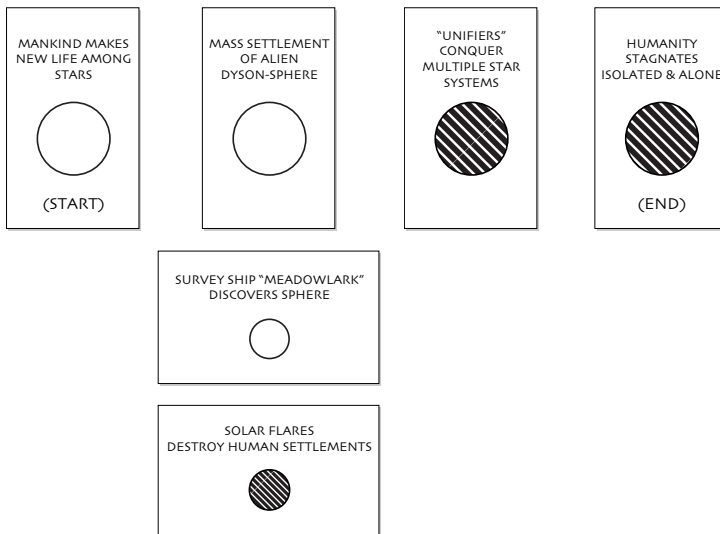 MANKIND MAKES
NEW LIFE AMONG
STARS
(START)
MASS SETTLEMENT
OF ALIEN
DYSON-SPHERE
“UNIFIERS”
CONQUER
MULTIPLE STAR
SYSTEMS
HUMANITY
STAGNATES
ISOLATED & ALONE
(END)
SURVEY SHIP “MEADOWLARK”
DISCOVERS SPHERE
SOLAR FLARES
DESTROY HUMAN SETTLEMENTS